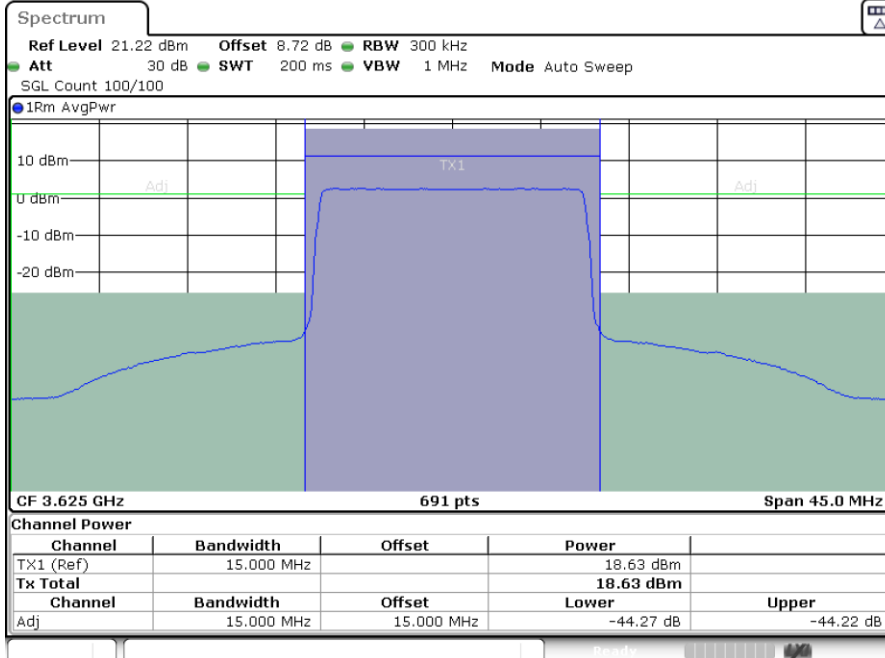 Spectrum
Ref Level 21.22 dBm Offset 8.72 dB RBW 300 kHz
Att 30 dB SWT 200 ms VBW 1 MHz Mode Auto Sweep
SGL Count 100/100
1Rm AvgPwr
10 dBm
TX1
Adj Adj
0 dBm
-10 dBm
-20 dBm
CF 3.625 GHz 691 pts Span 45.0 MHz
Channel Power
Channel Bandwidth Offset Power
TX1 (Ref) 15.000 MHz 18.63 dBm
Tx Total 18.63 dBm
Channel Bandwidth Offset Lower Upper
Adj 15.000 MHz 15.000 MHz -44.27 dB -44.22 dB
Ready